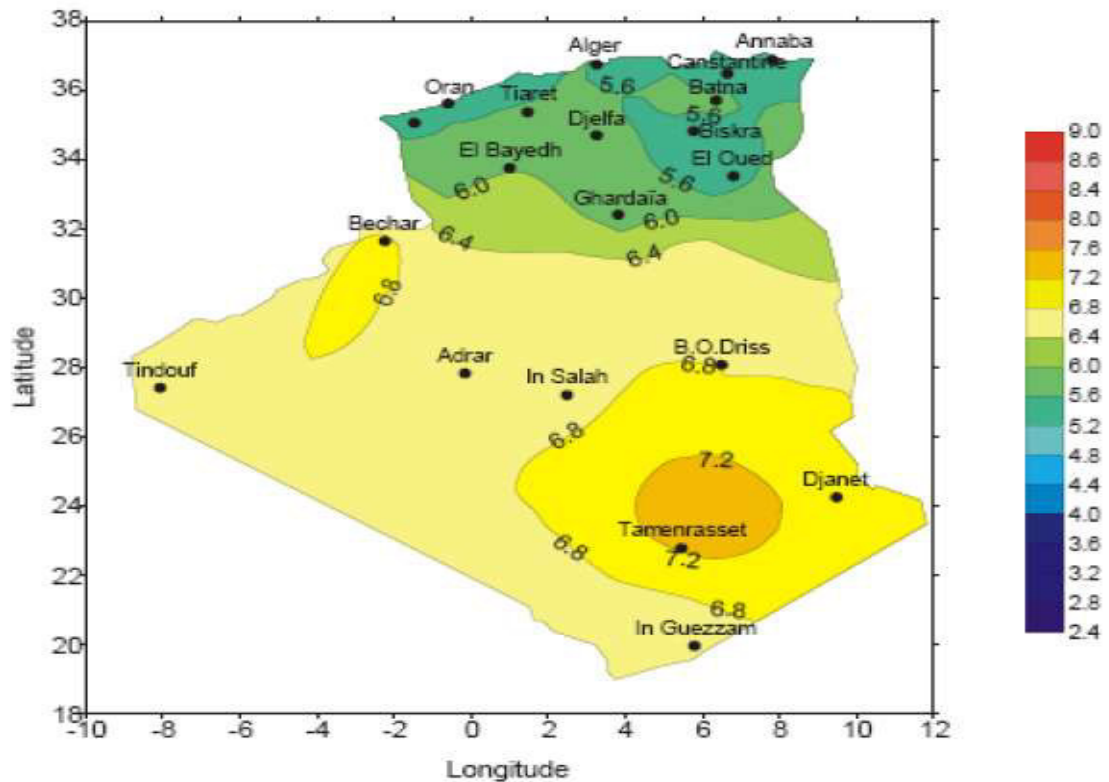 38
36
34
32
30
28
26
24
22
20
18
Latitude
-10 -8 -6 -4 -2 0 2 4 6 8 10 12
Longitude
Alger
Annaba
Canstantine
Oran
Tiaret
5.6
Batna
5.6
Djelfa
Biskra
El Bayedh
El Oued
6.0
5.6
Ghardaïa
6.0
Bechar
6.4
6.4
6.8
Tindouf
Adrar
In Salah
B.O.Driss
6.8
6.8
7.2
Djanet
Tamenrasset
6.8
7.2
6.8
In Guezzam
9.0
8.6
8.4
8.0
7.6
7.2
6.8
6.4
6.0
5.6
5.2
4.8
4.4
4.0
3.6
3.2
2.8
2.4